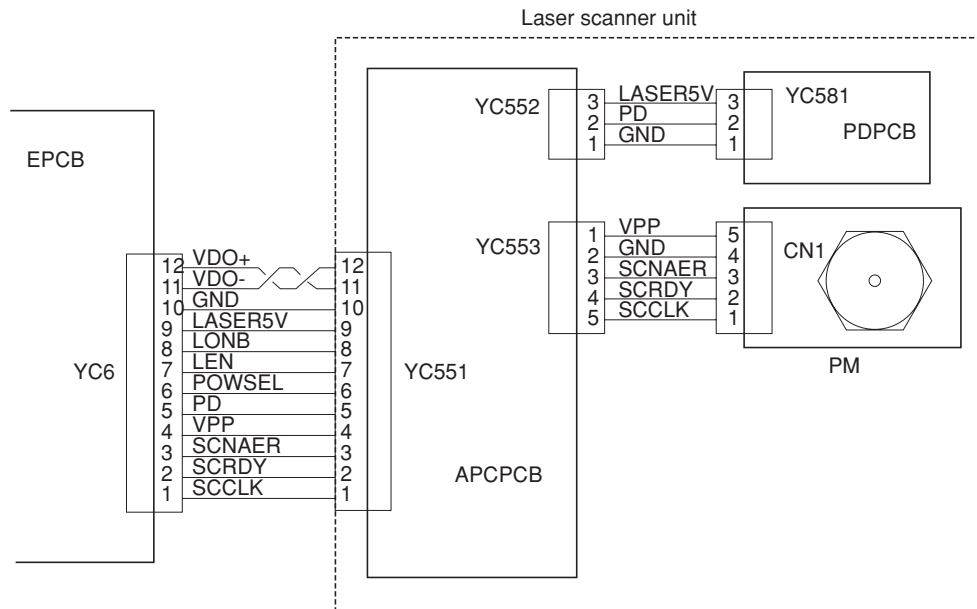 Laser scanner unit
EPCB
YC6
12 VDO+ 12
11 VDO- 11
10 GND 10
9 LASER5V 9
8 LONB 8
7 LEN 7
6 POWSEL 6
5 PD 5
4 VPP 4
3 SCNAER 3
2 SCRDY 2
1 SCCLK 1
YC551
APCPCB
YC552
3 LASER5V 3
2 PD 2
1 GND 1
YC581
PDPCB
YC553
1 VPP 5
2 GND 4
3 SCNAER 3
4 SCRDY 2
5 SCCLK 1
CN1
PM